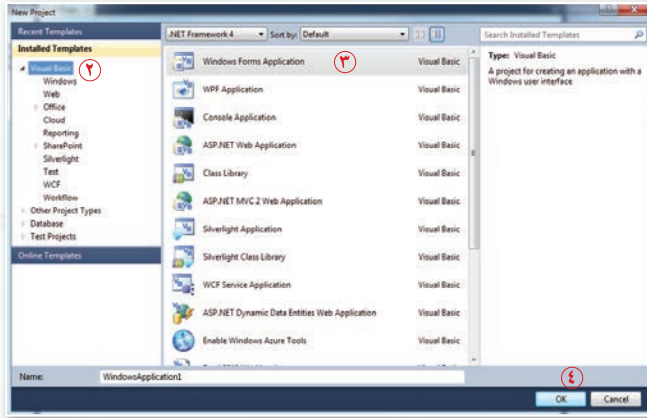 New Project
Recent Templates
.NET Framework 4
Sort by: Default
Search Installed Templates
Installed Templates
Visual Basic
۲
Windows
Web
Office
Cloud
Reporting
SharePoint
Silverlight
Test
WCF
Workflow
Other Project Types
Database
Test Projects
Online Templates
Windows Forms Application ۳ Visual Basic
WPF Application Visual Basic
Console Application Visual Basic
ASP.NET Web Application Visual Basic
Class Library Visual Basic
ASP.NET MVC 2 Web Application Visual Basic
Silverlight Application Visual Basic
Silverlight Class Library Visual Basic
WCF Service Application Visual Basic
ASP.NET Dynamic Data Entities Web Application Visual Basic
Enable Windows Azure Tools Visual Basic
Type: Visual Basic
A project for creating an application with a
Windows user interface
Name: WindowsApplication1
٤
OK Cancel